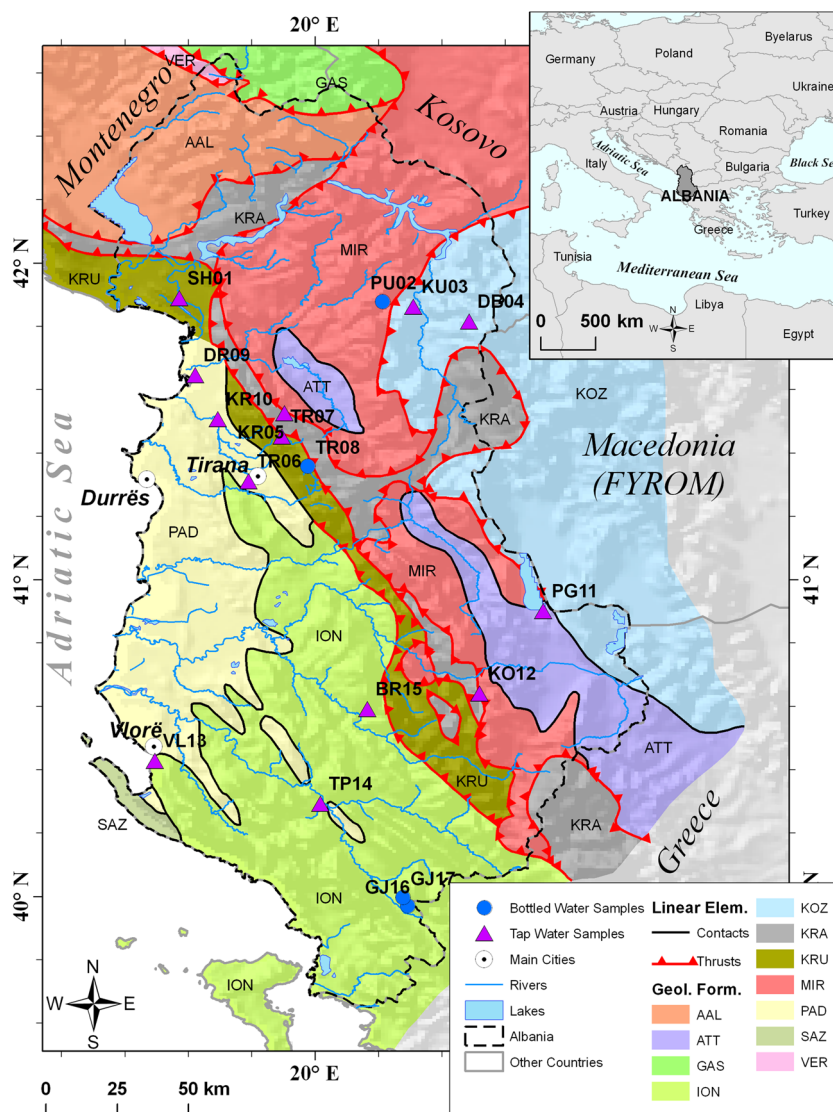 20° E
VER
GAS
Montenegro
Kosovo
AAL
KRA
MIR
42° N
KRU
SH01
PU02
KU03
DB04
DR09
ATT
KRA
KOZ
KR10
TR07
KR05
TR08
Tirana
TR06
Macedonia
(FYROM)
Durrës
Adriatic Sea
PAD
41° N
41° N
MIR
PG11
ION
KO12
BR15
Vlorë
VL13
ATT
KRU
TP14
SAZ
KRA
Greece
40° N
ION
GJ17
GJ16
ION
N
W
E
S
20° E
0 25 50 km
Byelarus
Poland
Germany
Ukraine
Austria
Hungary
Romania
Adriatic Sea
Italy
Bulgaria
Black Se
ALBANIA
Turkey
Greece
Tunisia
Mediterranean Sea
Libya
N
W
E
S
0 500 km
Egypt
Bottled Water Samples
Tap Water Samples
Main Cities
Rivers
Lakes
Albania
Other Countries
Linear Elem.
Contacts
Thrusts
Geol. Form.
AAL
ATT
GAS
ION
KOZ
KRA
KRU
MIR
PAD
SAZ
VER